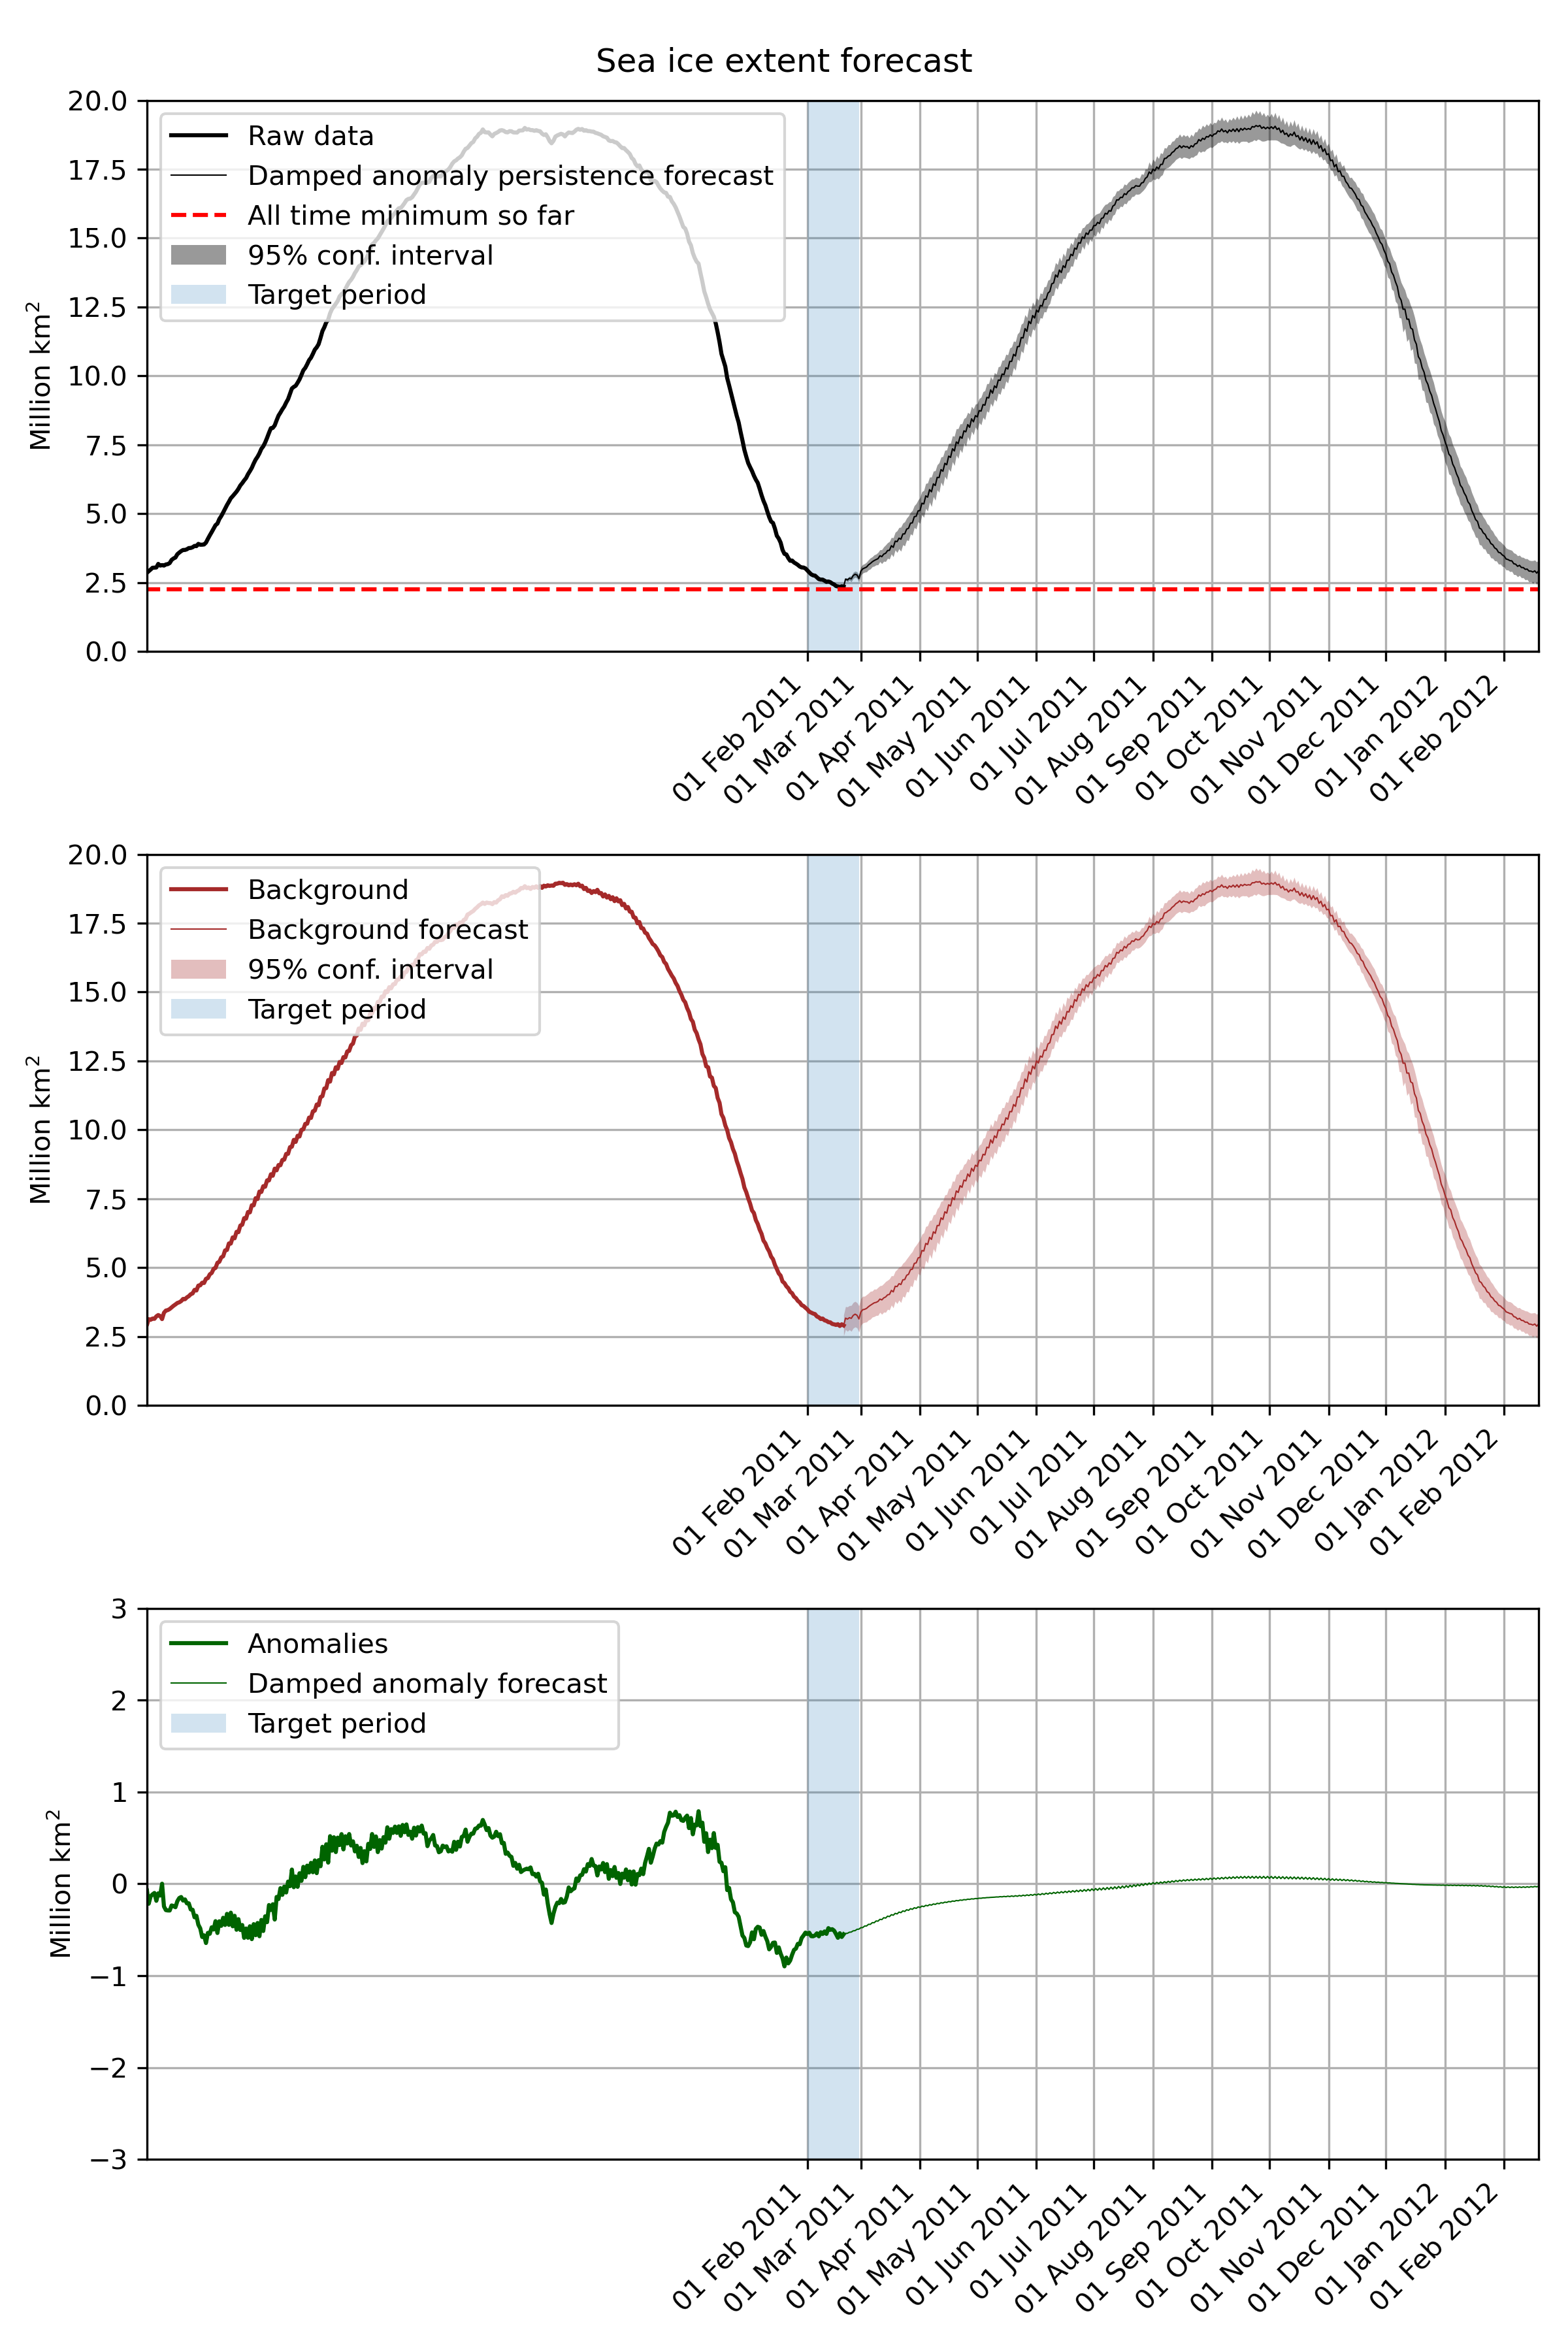 Sea ice extent forecast
20.0
17.5
15.0
12.5
10.0
7.5
5.0
2.5
0.0
Million km²
Raw data
Damped anomaly persistence forecast
All time minimum so far
95% conf. interval
Target period
01 Feb 2011
01 Mar 2011
01 Apr 2011
01 May 2011
01 Jun 2011
01 Jul 2011
01 Aug 2011
01 Sep 2011
01 Oct 2011
01 Nov 2011
01 Dec 2011
01 Jan 2012
01 Feb 2012
20.0
17.5
15.0
12.5
10.0
7.5
5.0
2.5
0.0
Million km²
Background
Background forecast
95% conf. interval
Target period
01 Feb 2011
01 Mar 2011
01 Apr 2011
01 May 2011
01 Jun 2011
01 Jul 2011
01 Aug 2011
01 Sep 2011
01 Oct 2011
01 Nov 2011
01 Dec 2011
01 Jan 2012
01 Feb 2012
3
2
1
0
−1
−2
−3
Million km²
Anomalies
Damped anomaly forecast
Target period
01 Feb 2011
01 Mar 2011
01 Apr 2011
01 May 2011
01 Jun 2011
01 Jul 2011
01 Aug 2011
01 Sep 2011
01 Oct 2011
01 Nov 2011
01 Dec 2011
01 Jan 2012
01 Feb 2012